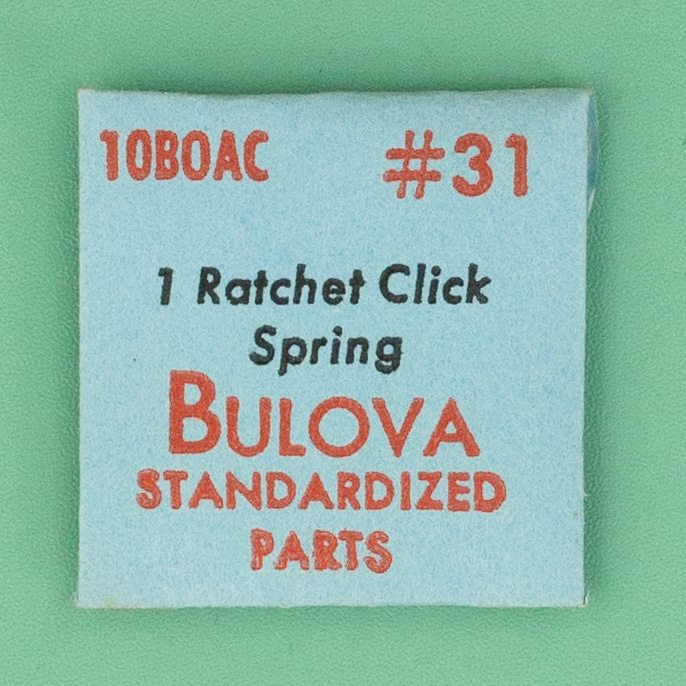 10BOAC #31
1 Ratchet Click
Spring
BULOVA
STANDARDIZED
PARTS